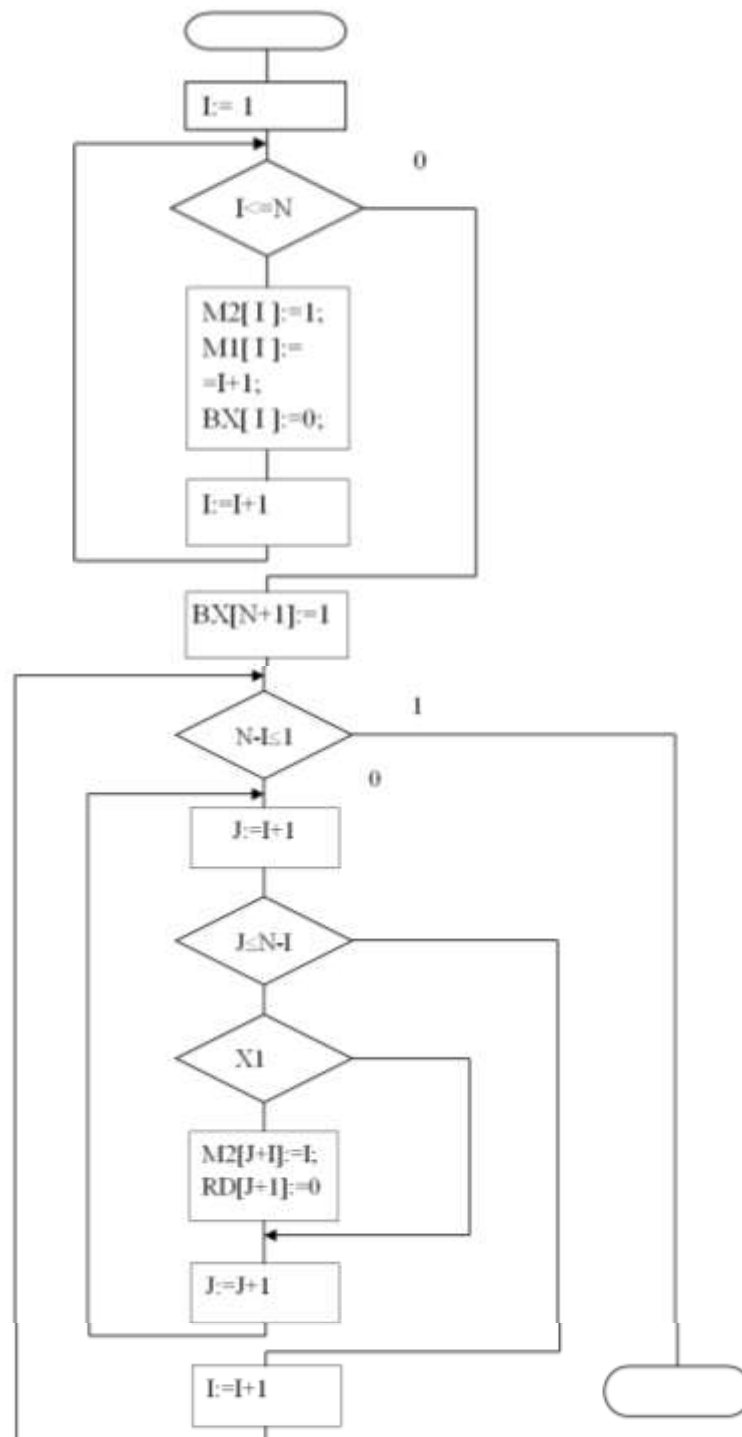 I:= 1
0
I<=N
M2[ I ]:=1;
M1[ I ]:=
=I+1;
BX[ I ]:=0;
I:=I+1
BX[N+1]:=1
1
N-I≤1
0
J:=I+1
J≤N-I
X1
M2[J+I]:=I;
RD[J+1]:=0
J:=J+1
I:=I+1